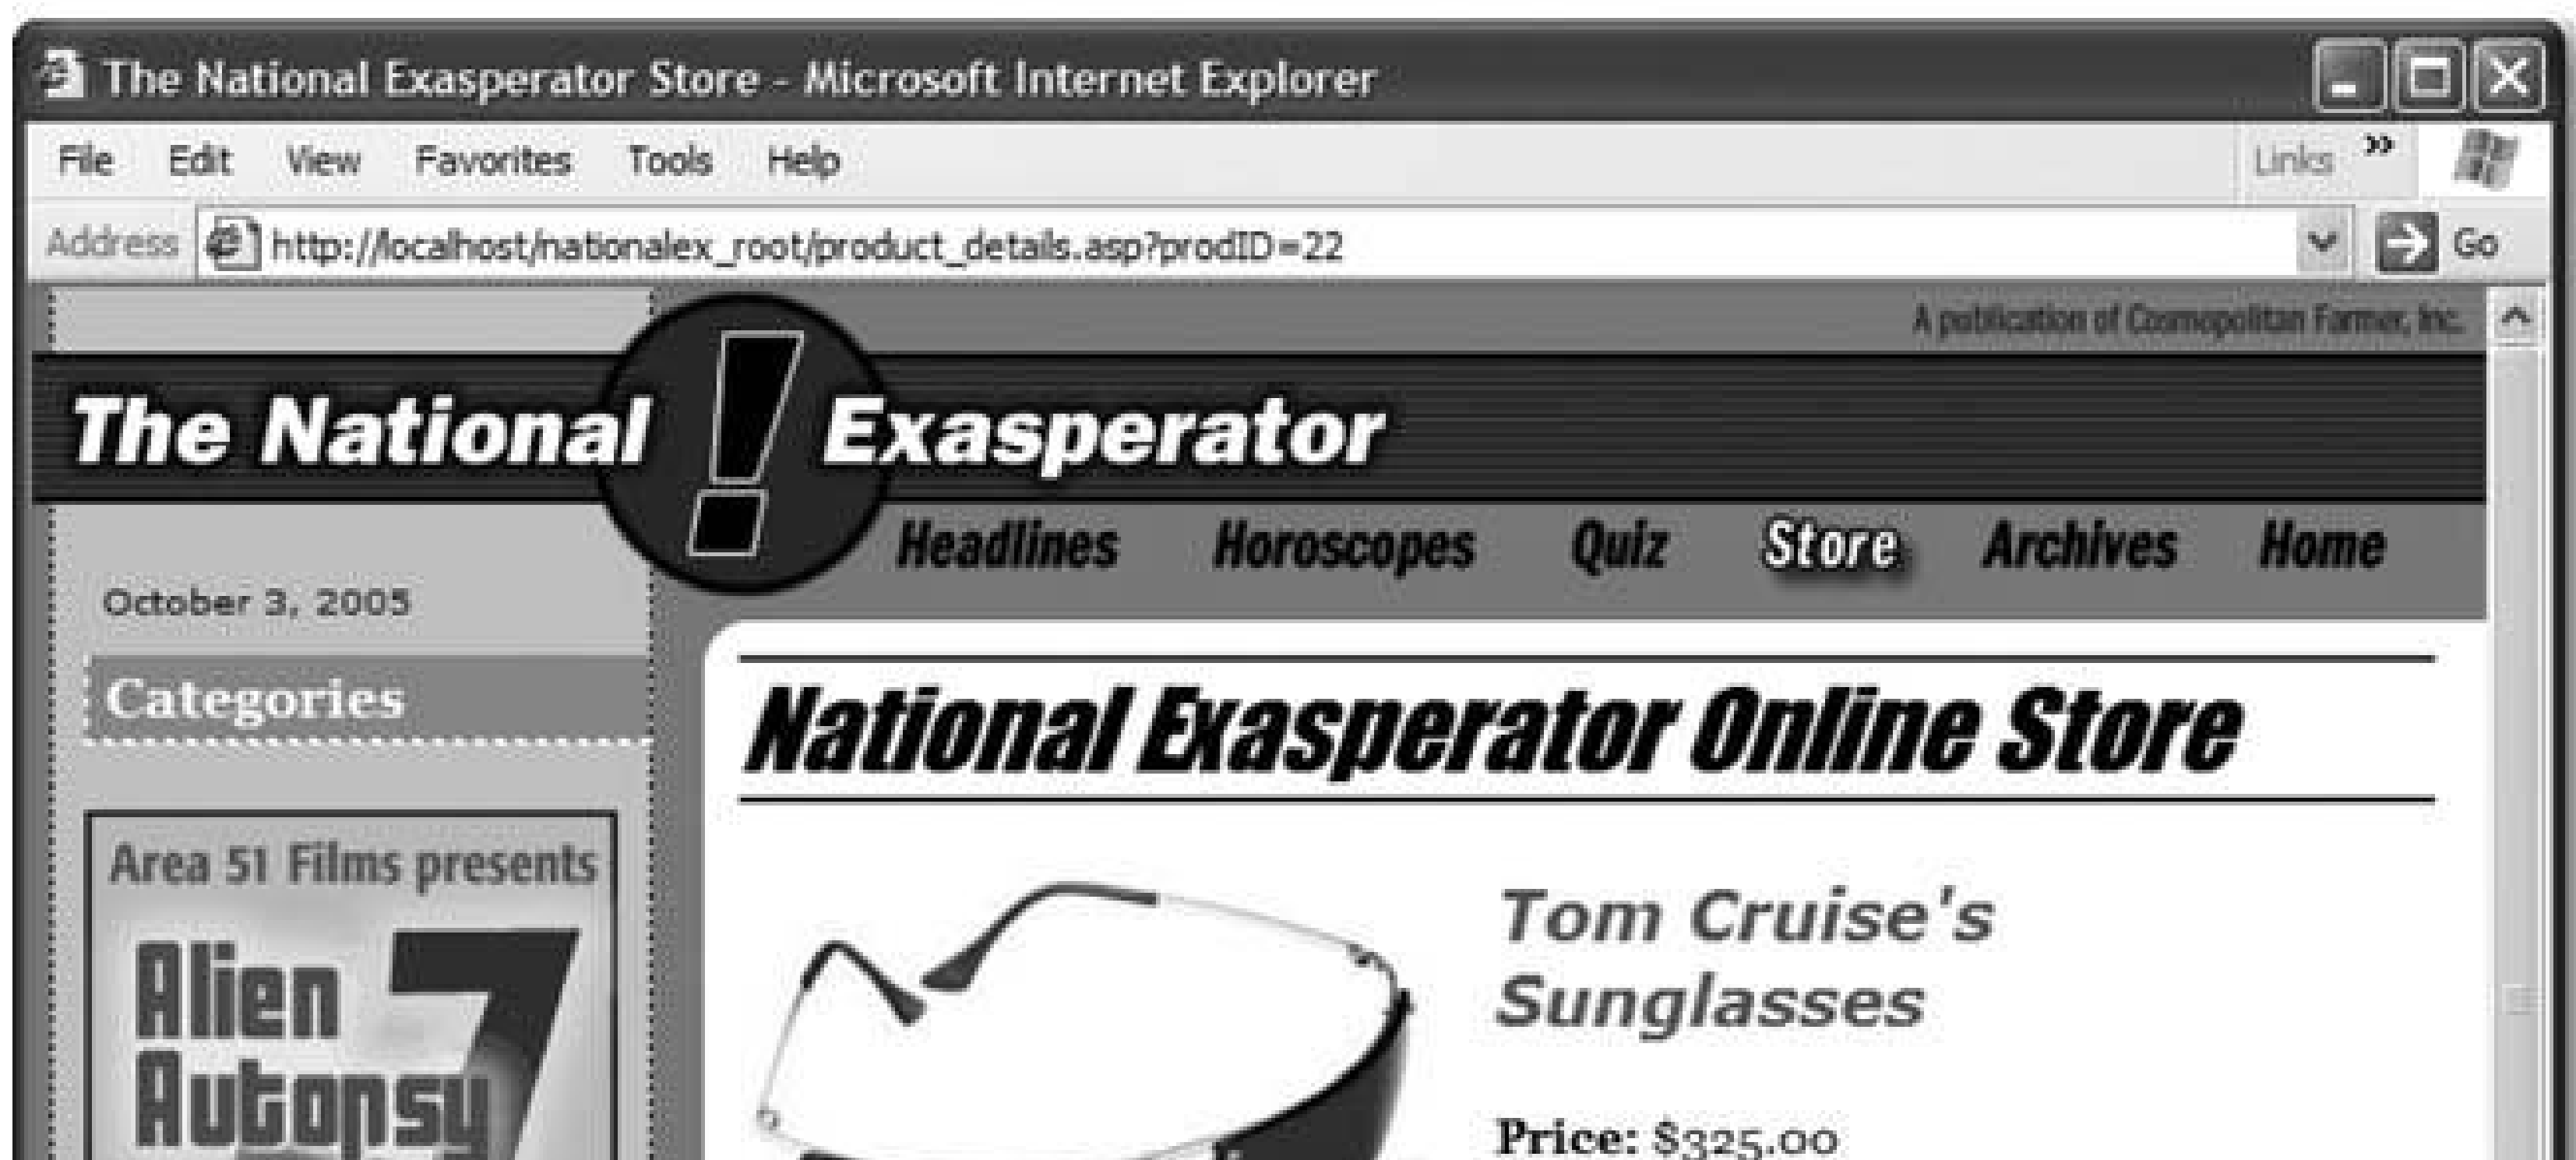 The National Exasperator Store - Microsoft Internet Explorer
File Edit View Favorites Tools Help Links »
Address http://localhost/nationalex_root/product_details.asp?prodID=22 Go
A publication of Cosmopolitan Farmer, Inc.
The National ! Exasperator
Headlines Horoscopes Quiz Store Archives Home
October 3, 2005
Categories
National Exasperator Online Store
Area 51 Films presents
Alien 7
Autopsy
Tom Cruise's
Sunglasses
Price: $325.00